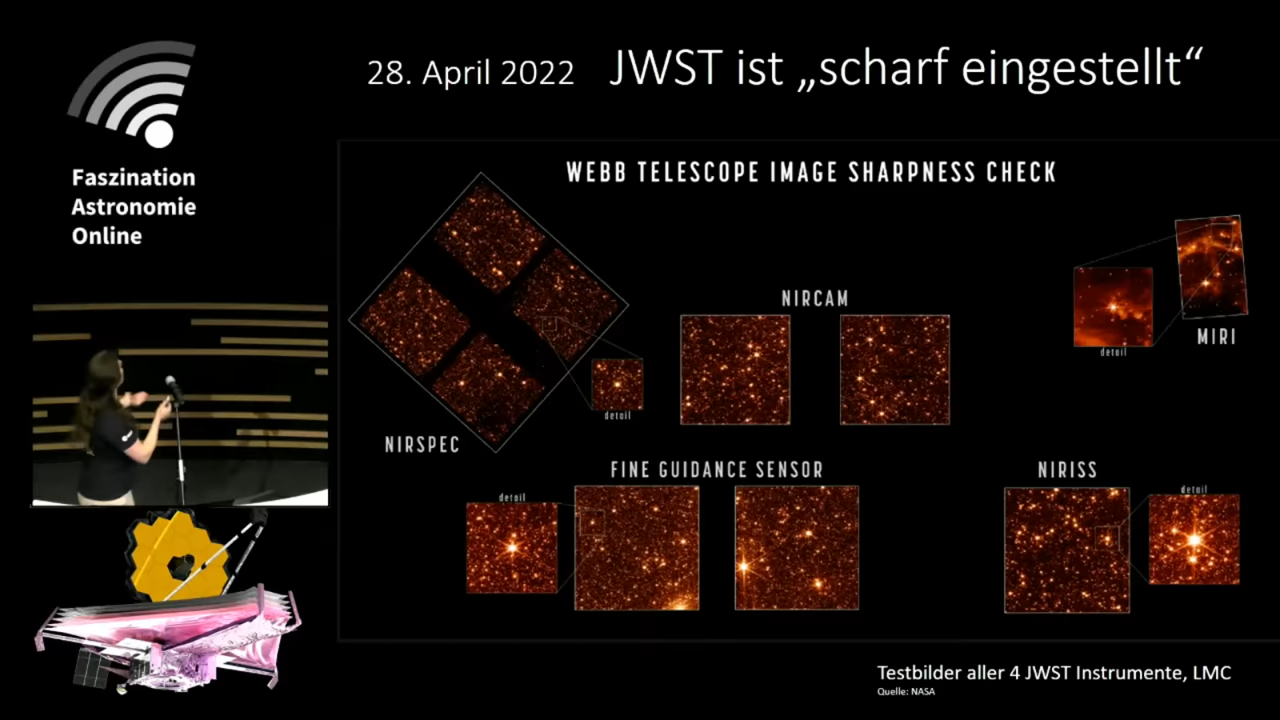 28. April 2022 JWST ist „scharf eingestellt“
Faszination
Astronomie
Online
WEBB TELESCOPE IMAGE SHARPNESS CHECK
NIRCAM
MIRI
detail
detail
NIRSPEC
FINE GUIDANCE SENSOR
NIRISS
detail
detail
Testbilder aller 4 JWST Instrumente, LMC
Quelle: NASA